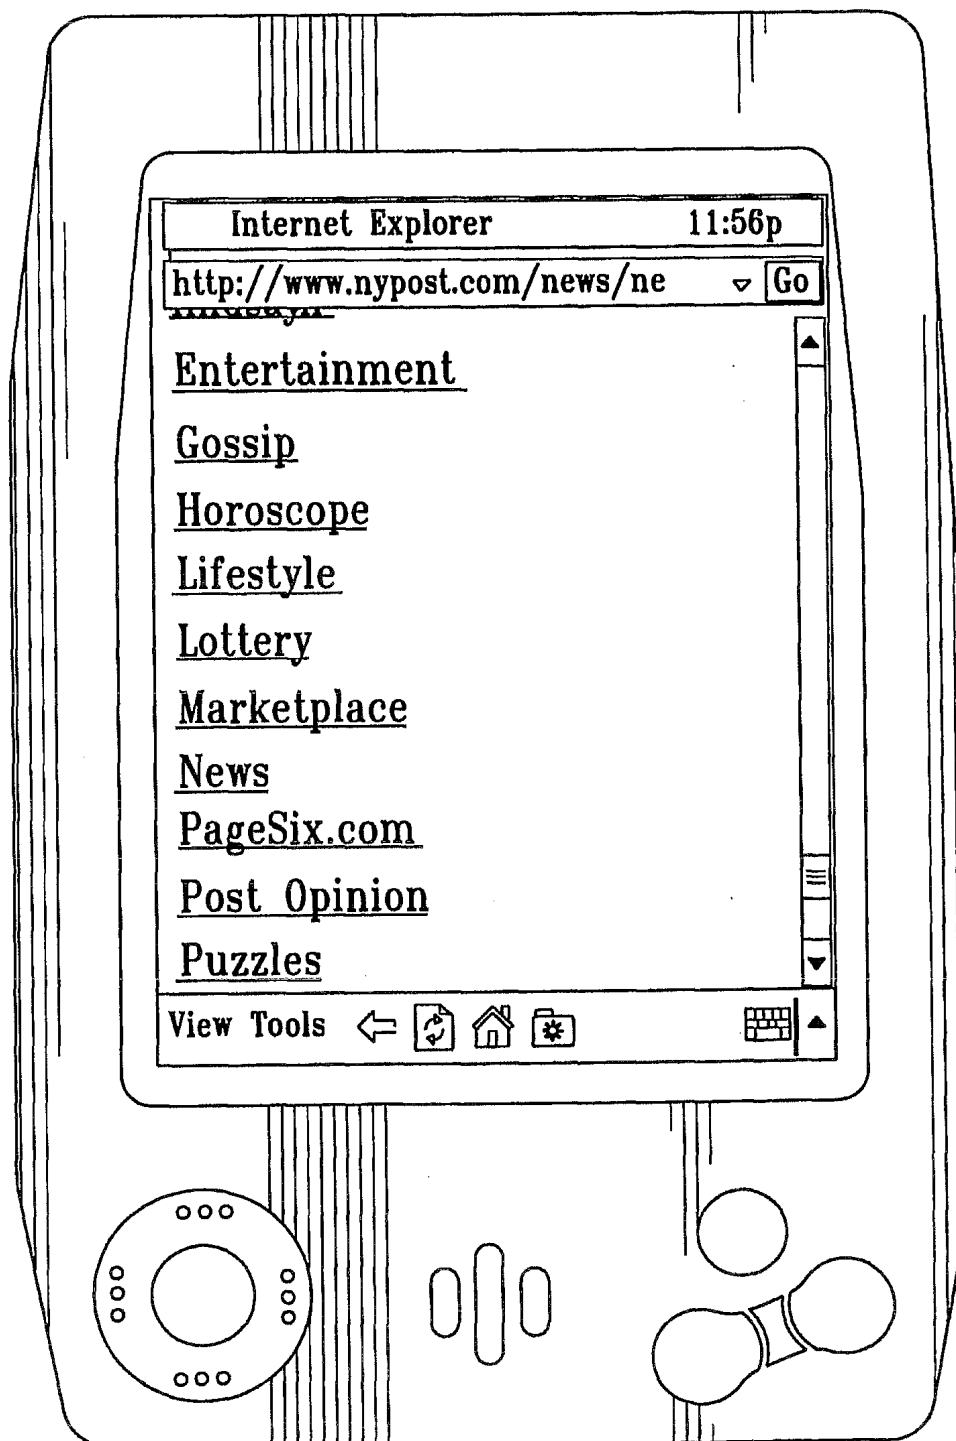 Internet Explorer 11:56p
http://www.nypost.com/news/ne Go
Entertainment
Gossip
Horoscope
Lifestyle
Lottery
Marketplace
News
PageSix.com
Post Opinion
Puzzles
View Tools